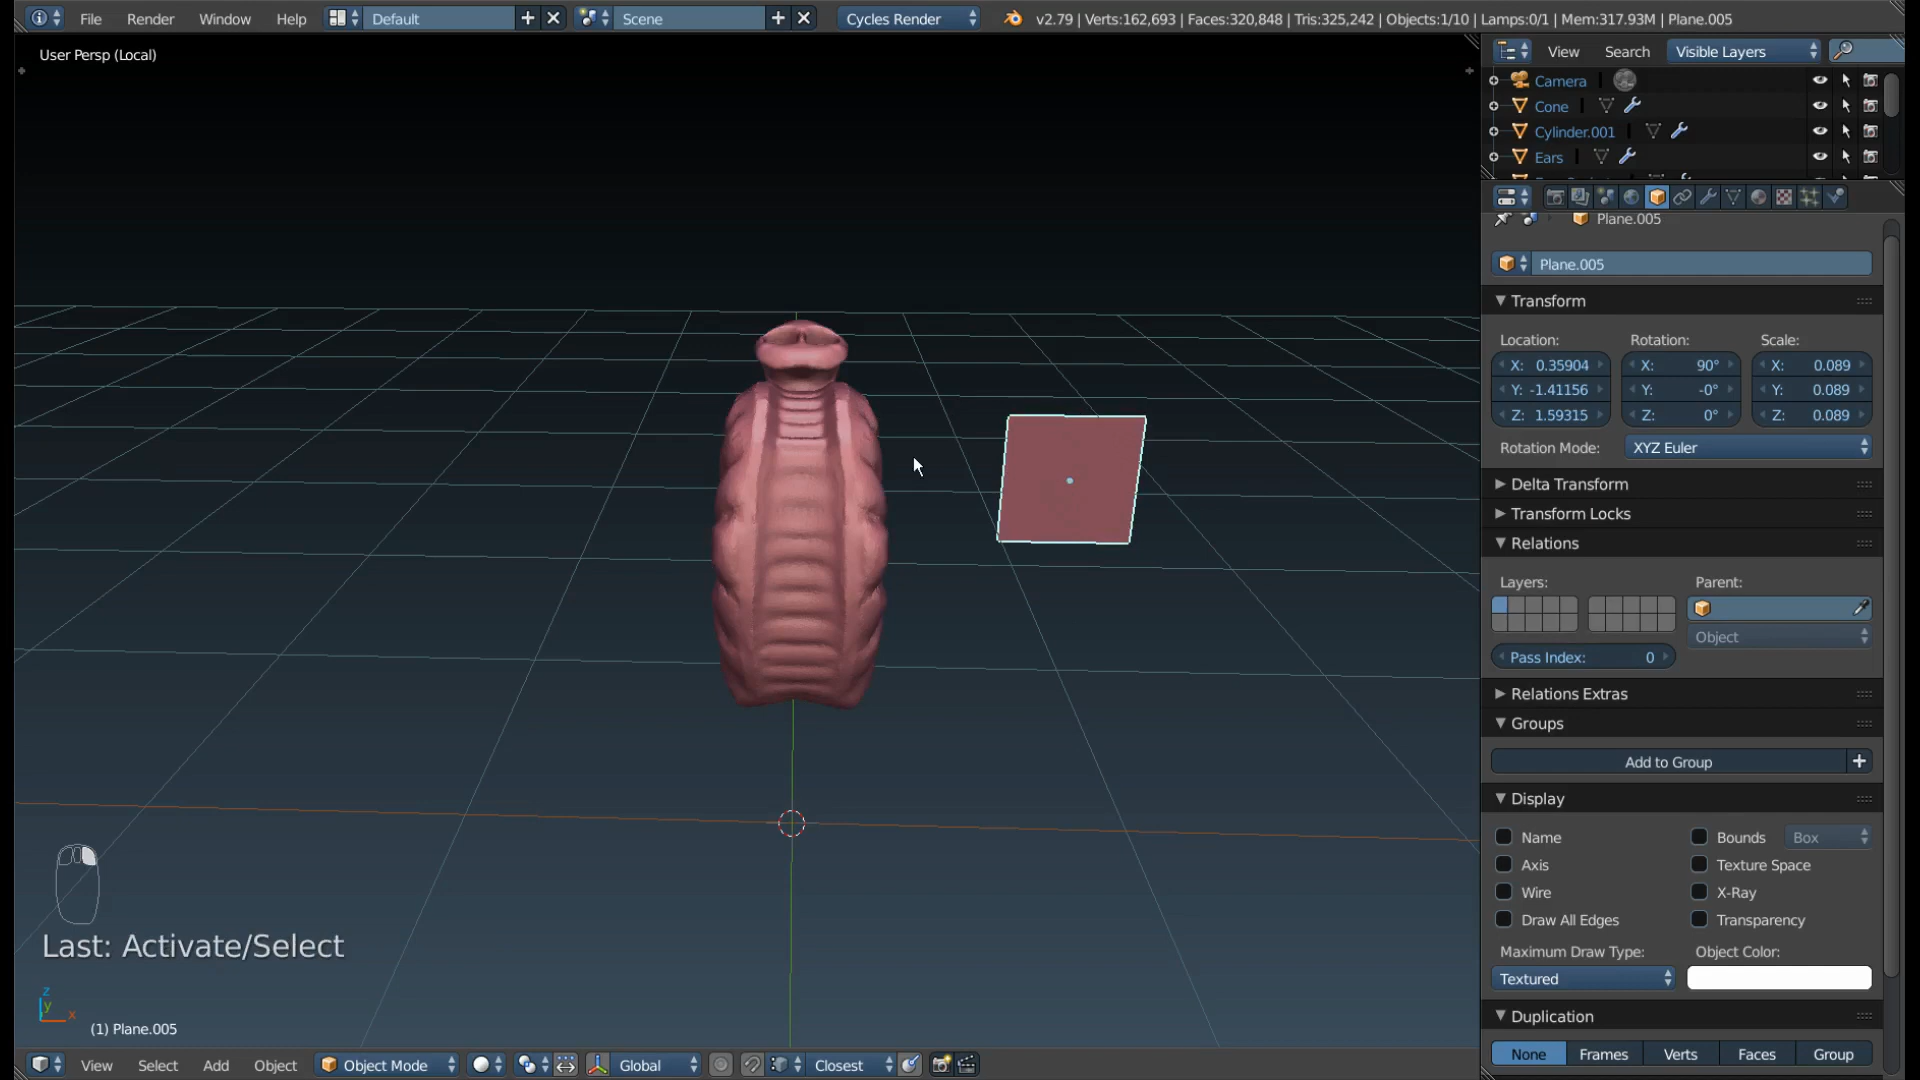 File Render Window Help Default Scene Cycles Render v2.79 | Verts:162,693 | Faces:320,848 | Tris:325,242 | Objects:1/10 | Lamps:0/1 | Mem:317.93M | Plane.005
User Persp (Local)
View Search Visible Layers
Camera
Cone
Cylinder.001
Ears
Plane.005
Plane.005
Transform
Location: Rotation: Scale:
X: 0.35904 X: 90° X: 0.089
Y: -1.41156 Y: -0° Y: 0.089
Z: 1.59315 Z: 0° Z: 0.089
Rotation Mode: XYZ Euler
Delta Transform
Transform Locks
Relations
Layers: Parent:
Object
Pass Index: 0
Relations Extras
Groups
Add to Group
Display
Name Bounds Box
Axis Texture Space
Wire X-Ray
Draw All Edges Transparency
Maximum Draw Type: Object Color:
Textured
Duplication
None Frames Verts Faces Group
Last: Activate/Select
z
y
x
(1) Plane.005
View Select Add Object Object Mode Global Closest